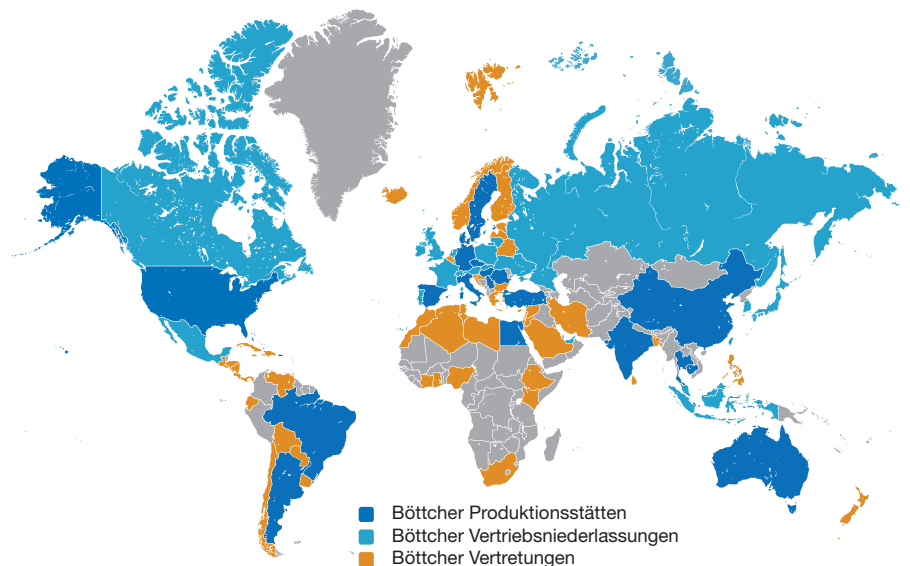 Böttcher Produktionsstätten
Böttcher Vertriebsniederlassungen
Böttcher Vertretungen